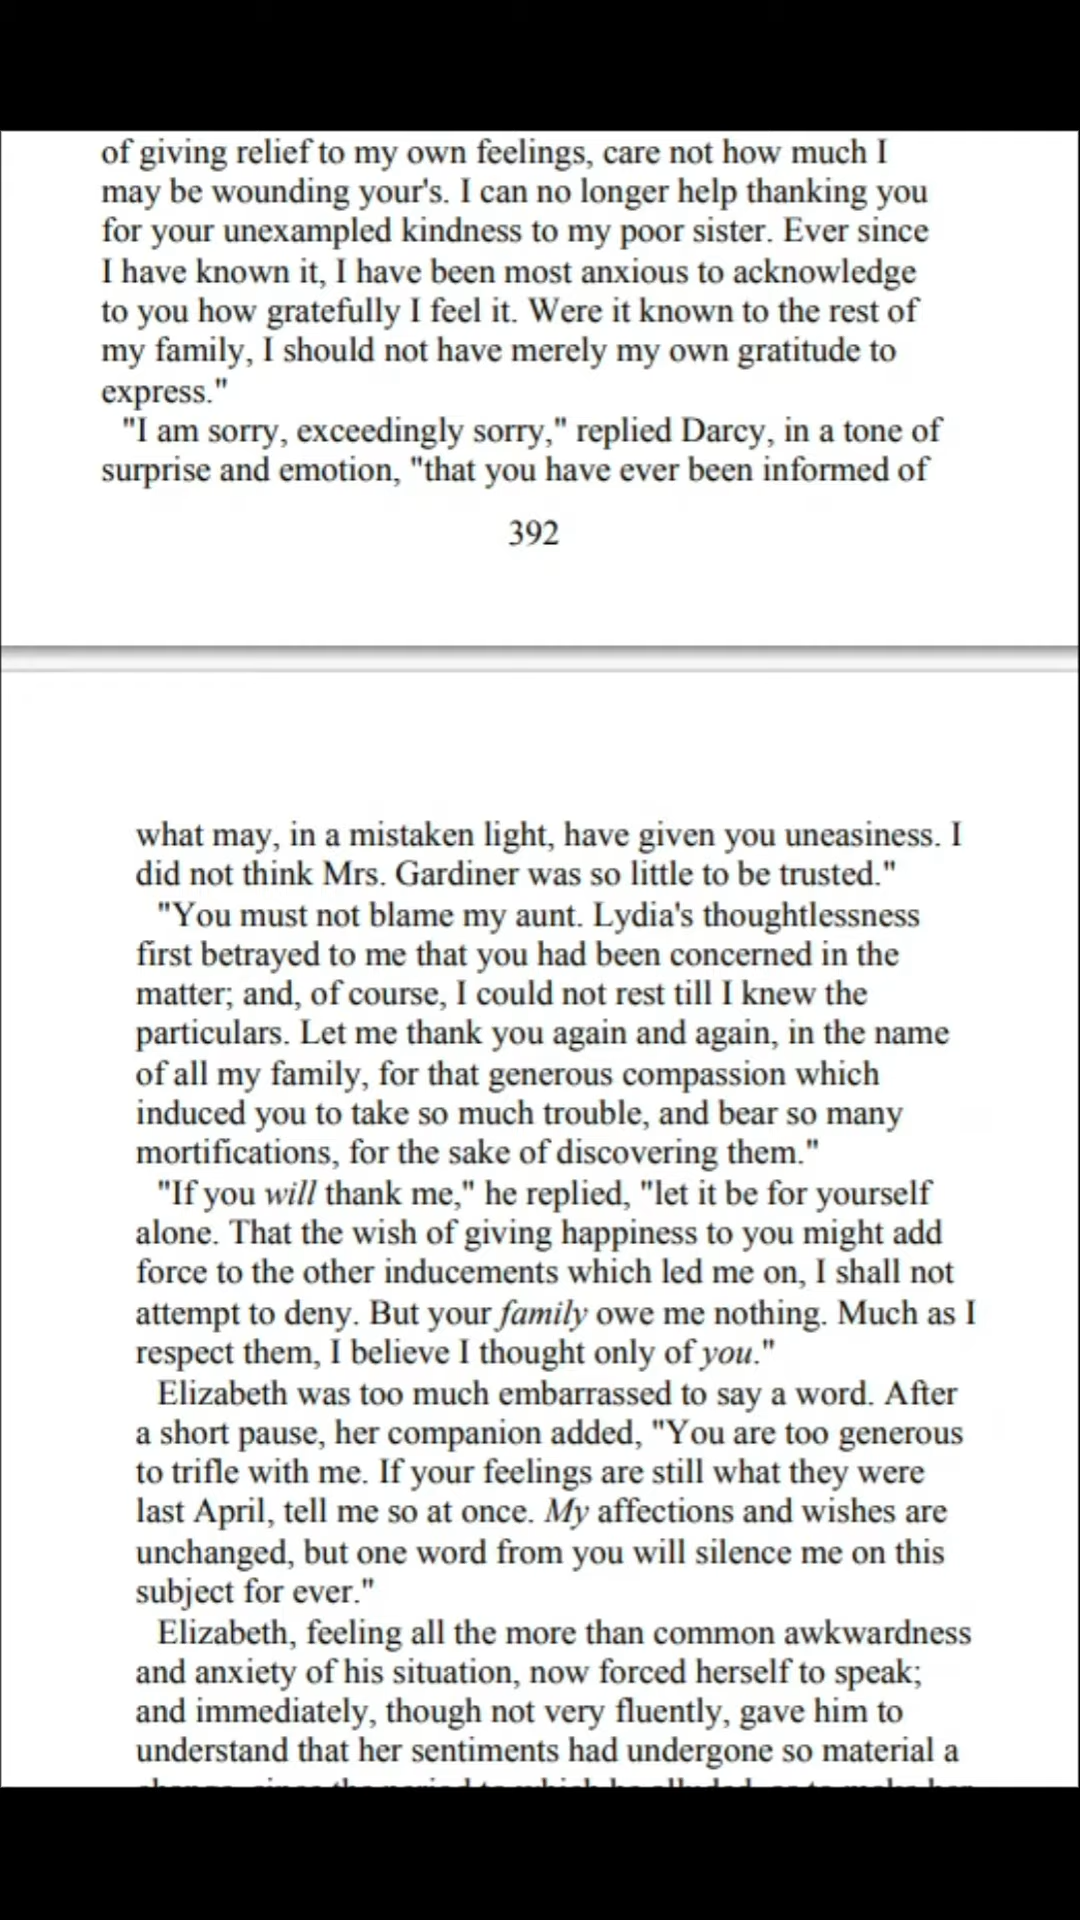 of giving relief to my own feelings, care not how much I
may be wounding your's. I can no longer help thanking you
for your unexampled kindness to my poor sister. Ever since
I have known it, I have been most anxious to acknowledge
to you how gratefully I feel it. Were it known to the rest of
my family, I should not have merely my own gratitude to
express."
"I am sorry, exceedingly sorry," replied Darcy, in a tone of
surprise and emotion, "that you have ever been informed of
392
what may, in a mistaken light, have given you uneasiness. I
did not think Mrs. Gardiner was so little to be trusted."
"You must not blame my aunt. Lydia's thoughtlessness
first betrayed to me that you had been concerned in the
matter; and, of course, I could not rest till I knew the
particulars. Let me thank you again and again, in the name
of all my family, for that generous compassion which
induced you to take so much trouble, and bear so many
mortifications, for the sake of discovering them."
"If you will thank me," he replied, "let it be for yourself
alone. That the wish of giving happiness to you might add
force to the other inducements which led me on, I shall not
attempt to deny. But your family owe me nothing. Much as I
respect them, I believe I thought only of you."
Elizabeth was too much embarrassed to say a word. After
a short pause, her companion added, "You are too generous
to trifle with me. If your feelings are still what they were
last April, tell me so at once. My affections and wishes are
unchanged, but one word from you will silence me on this
subject for ever."
Elizabeth, feeling all the more than common awkwardness
and anxiety of his situation, now forced herself to speak;
and immediately, though not very fluently, gave him to
understand that her sentiments had undergone so material a